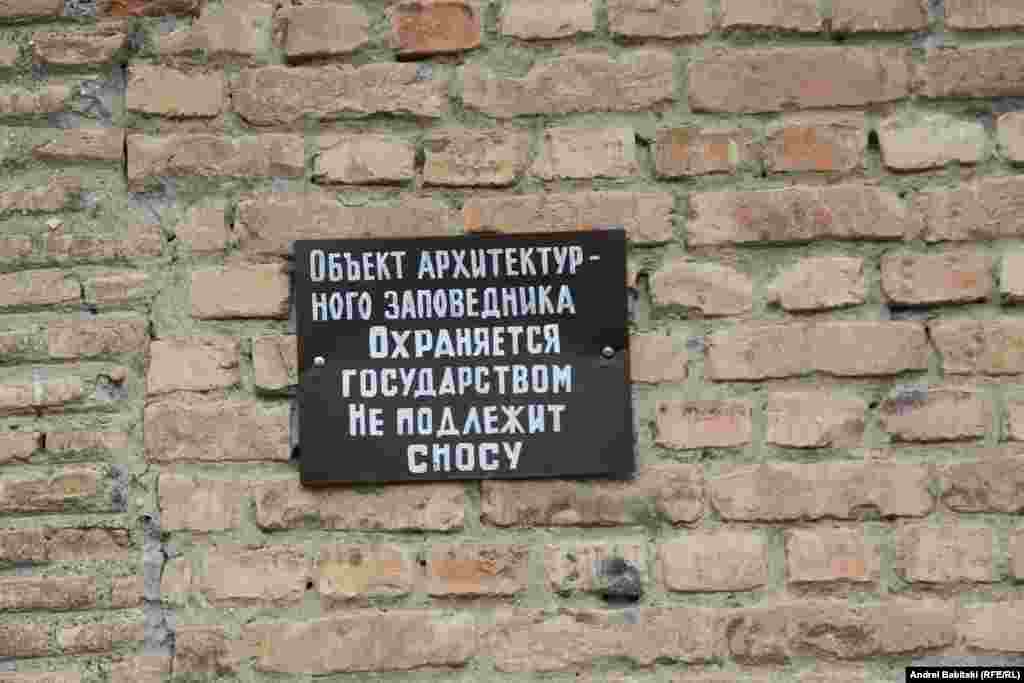 Объект архитектур-
ного заповедника
Охраняется
государством
Не подлежит
сносу
Andrei Babitski (RFE/RL)